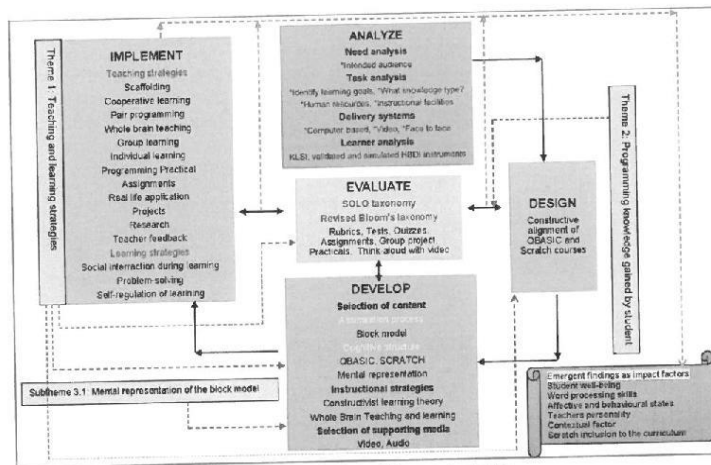 Theme 1: Teaching and learning strategies
IMPLEMENT
Teaching strategies
Scaffolding
Cooperative learning
Pair programming
Whole brain teaching
Group learning
Individual learning
Programming Practical
Assignments
Real life application
Projects
Research
Teacher feedback
Learning strategies
Social interaction during learning
Problem-solving
Self-regulation of learning
ANALYZE
Need analysis
*Intended audience
Task analysis
*Identify learning goals, *What knowledge type?
*Human resources, *Instructional facilities
Delivery systems
*Computer based, *Video, *Face to face
Learner analysis
KLSI, validated and simulated HBDI instruments
EVALUATE
SOLO taxonomy
Revised Bloom's taxonomy
Rubrics, Tests, Quizzes,
Assignments, Group project
Practicals, Think aloud with video
DESIGN
Constructive
alignment of
QBASIC and
Scratch courses
Theme 2: Programming knowledge gained by student
DEVELOP
Selection of content
Block model
Cognitive structure
QBASIC, SCRATCH
Mental representation
Instructional strategies
Constructivist learning theory
Whole Brain Teaching and learning
Selection of supporting media
Video, Audio
Subtheme 3.1: Mental representation of the block model
Emergent findings as impact factors
Student well-being
Word processing skills
Affective and behavioural states
Teachers personality
Contextual factor
Scratch inclusion to the curriculum